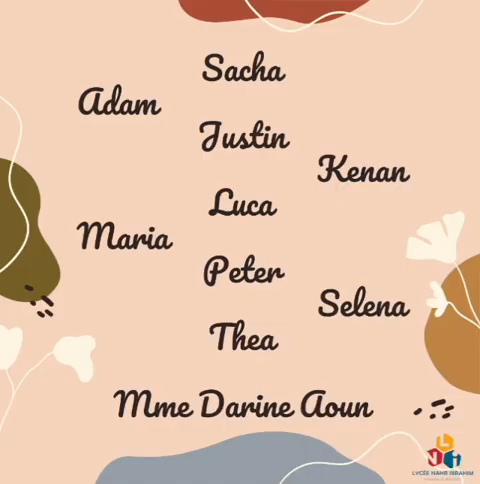 Sacha
Adam
Justin
Kenan
Luca
Maria
Peter
Selena
Thea
Mme Darine Aoun
LYCÉE NAHR IBRAHIM